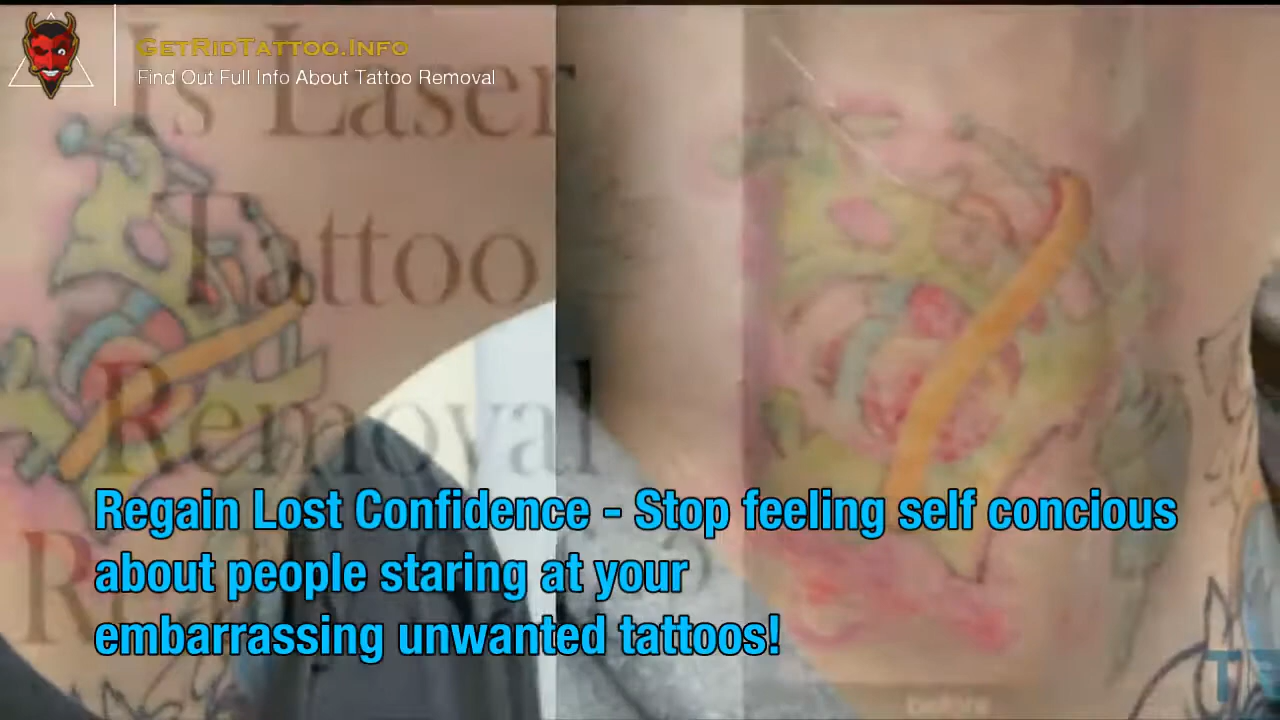 GetRidTattoo.Info
Find Out Full Info About Tattoo Removal
Is Laser
Tattoo
Removal
Regain Lost Confidence - Stop feeling self concious
about people staring at your
embarrassing unwanted tattoos!
before